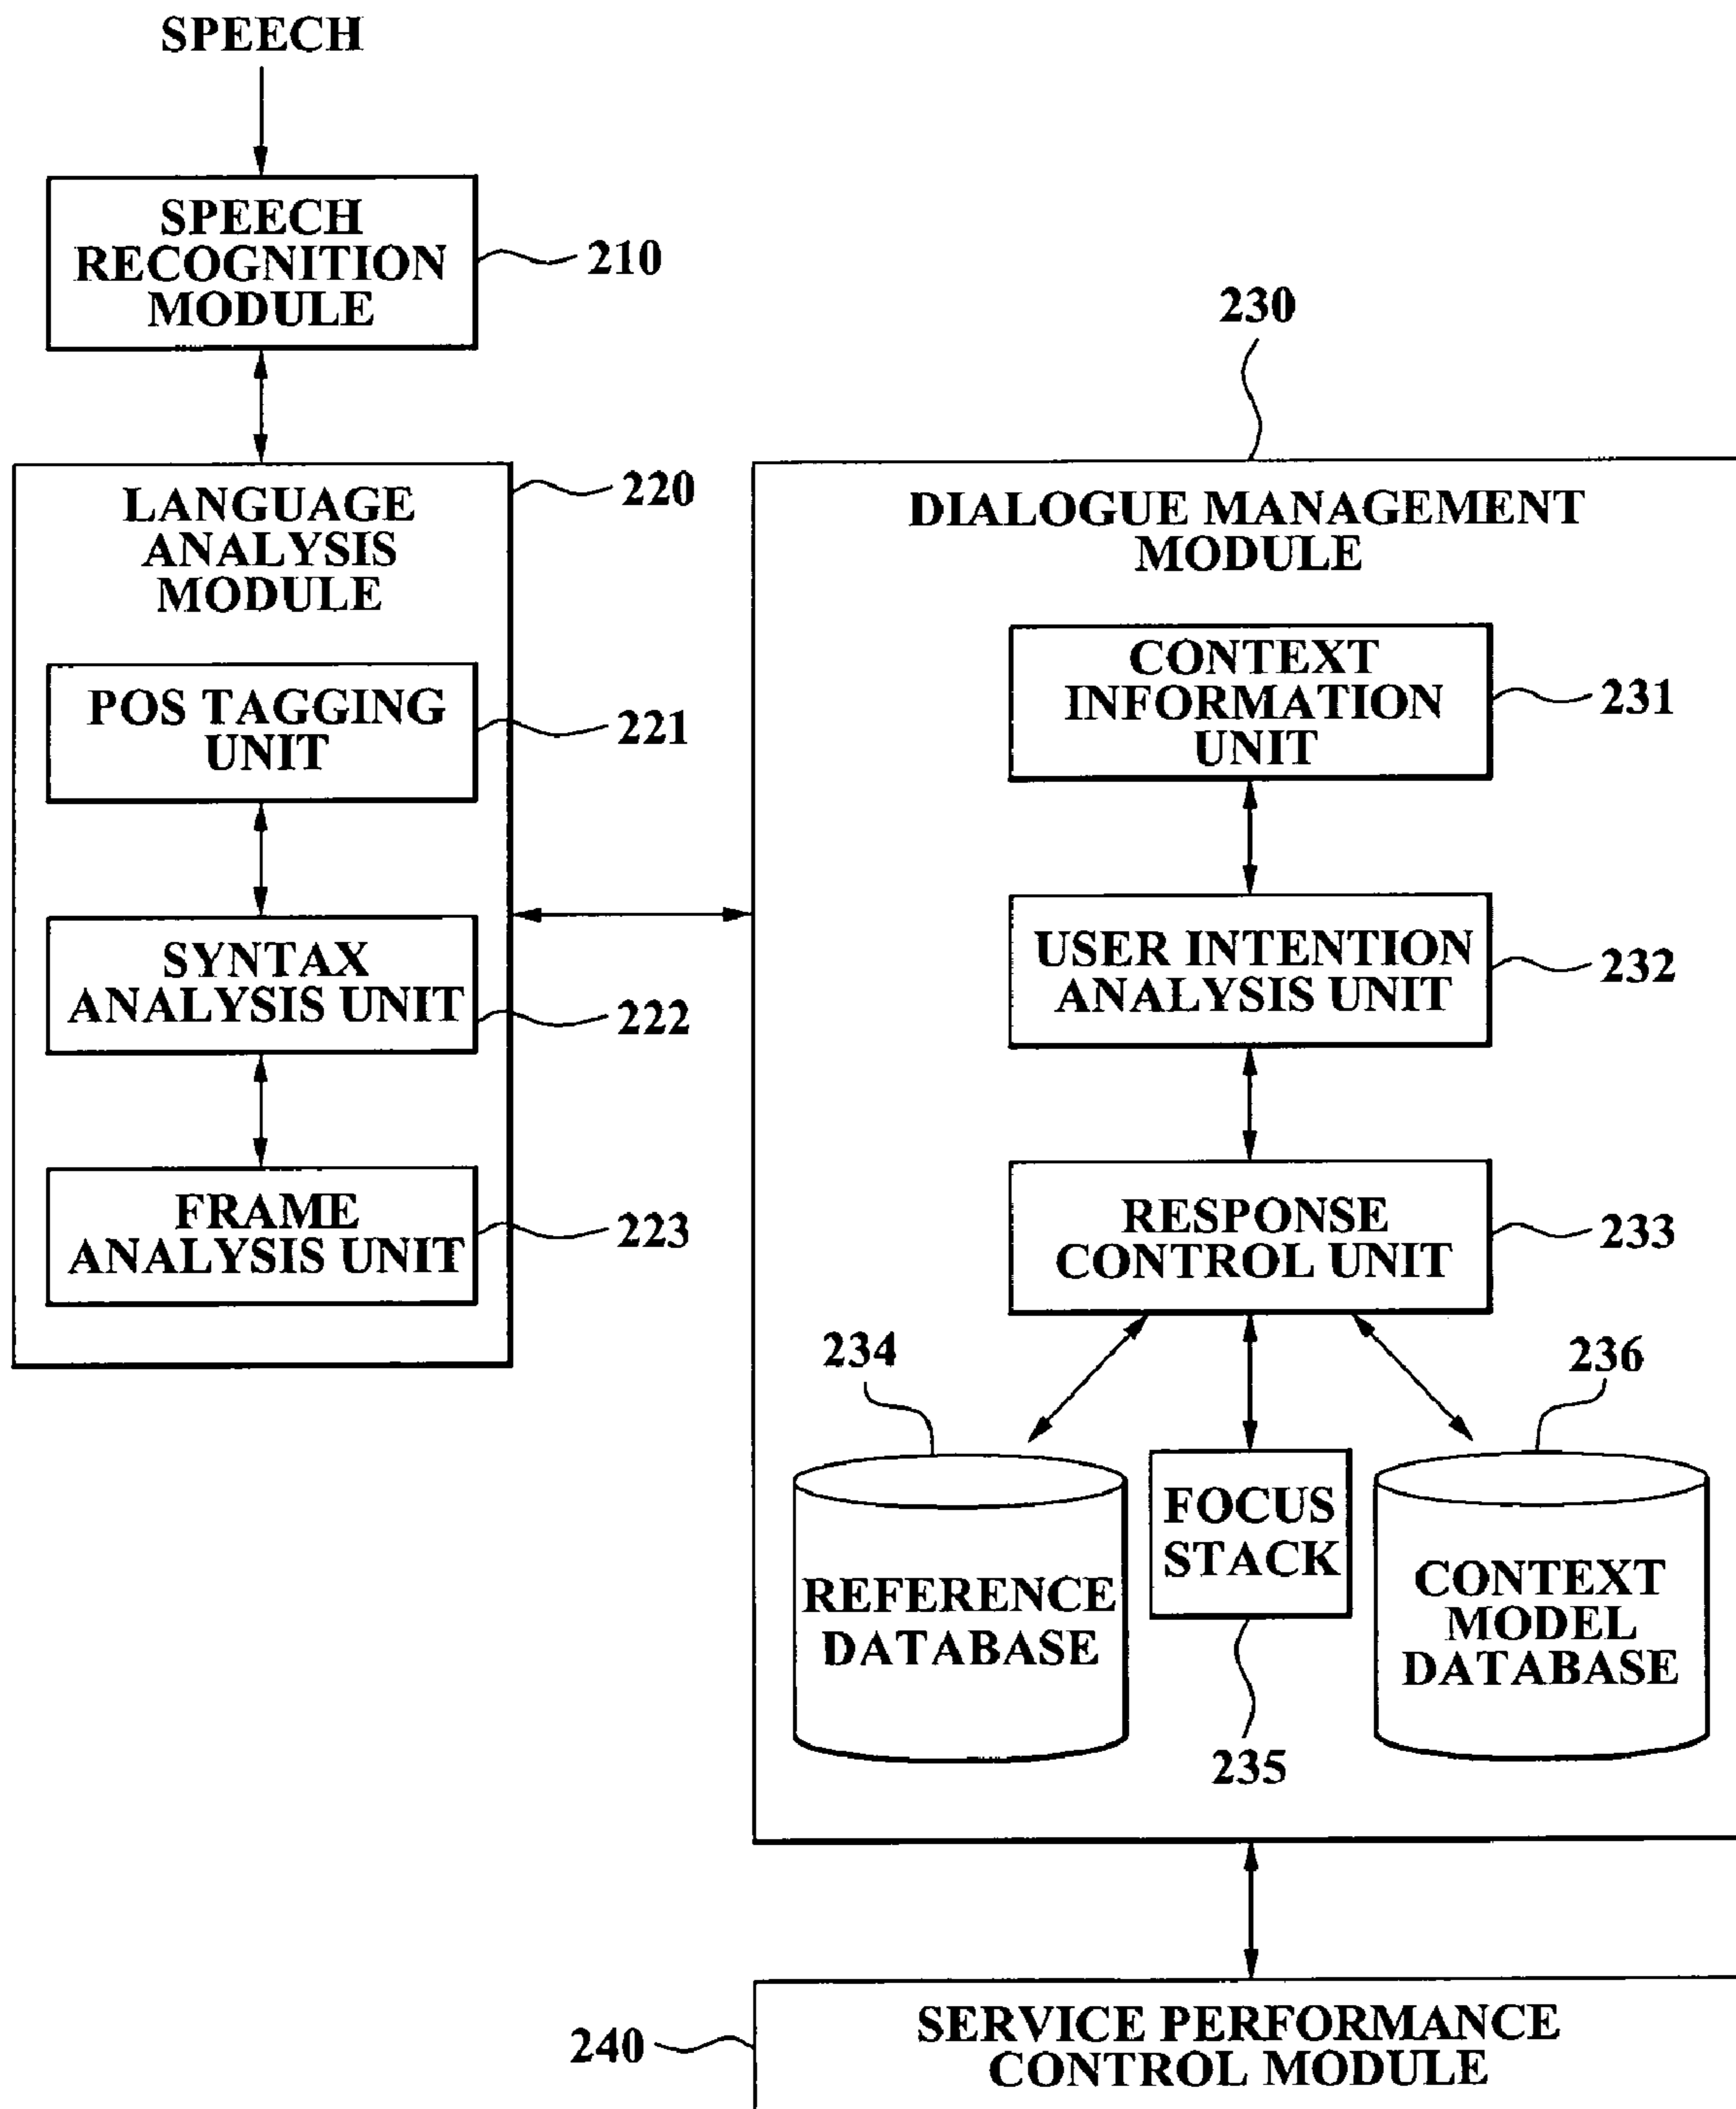 SPEECH
SPEECH
RECOGNITION
MODULE
210
230
LANGUAGE
ANALYSIS
MODULE
220
DIALOGUE MANAGEMENT
MODULE
POS TAGGING
UNIT
221
CONTEXT
INFORMATION
UNIT
231
SYNTAX
ANALYSIS UNIT
222
USER INTENTION
ANALYSIS UNIT
232
FRAME
ANALYSIS UNIT
223
RESPONSE
CONTROL UNIT
233
234
236
REFERENCE
DATABASE
FOCUS
STACK
CONTEXT
MODEL
DATABASE
235
240
SERVICE PERFORMANCE
CONTROL MODULE